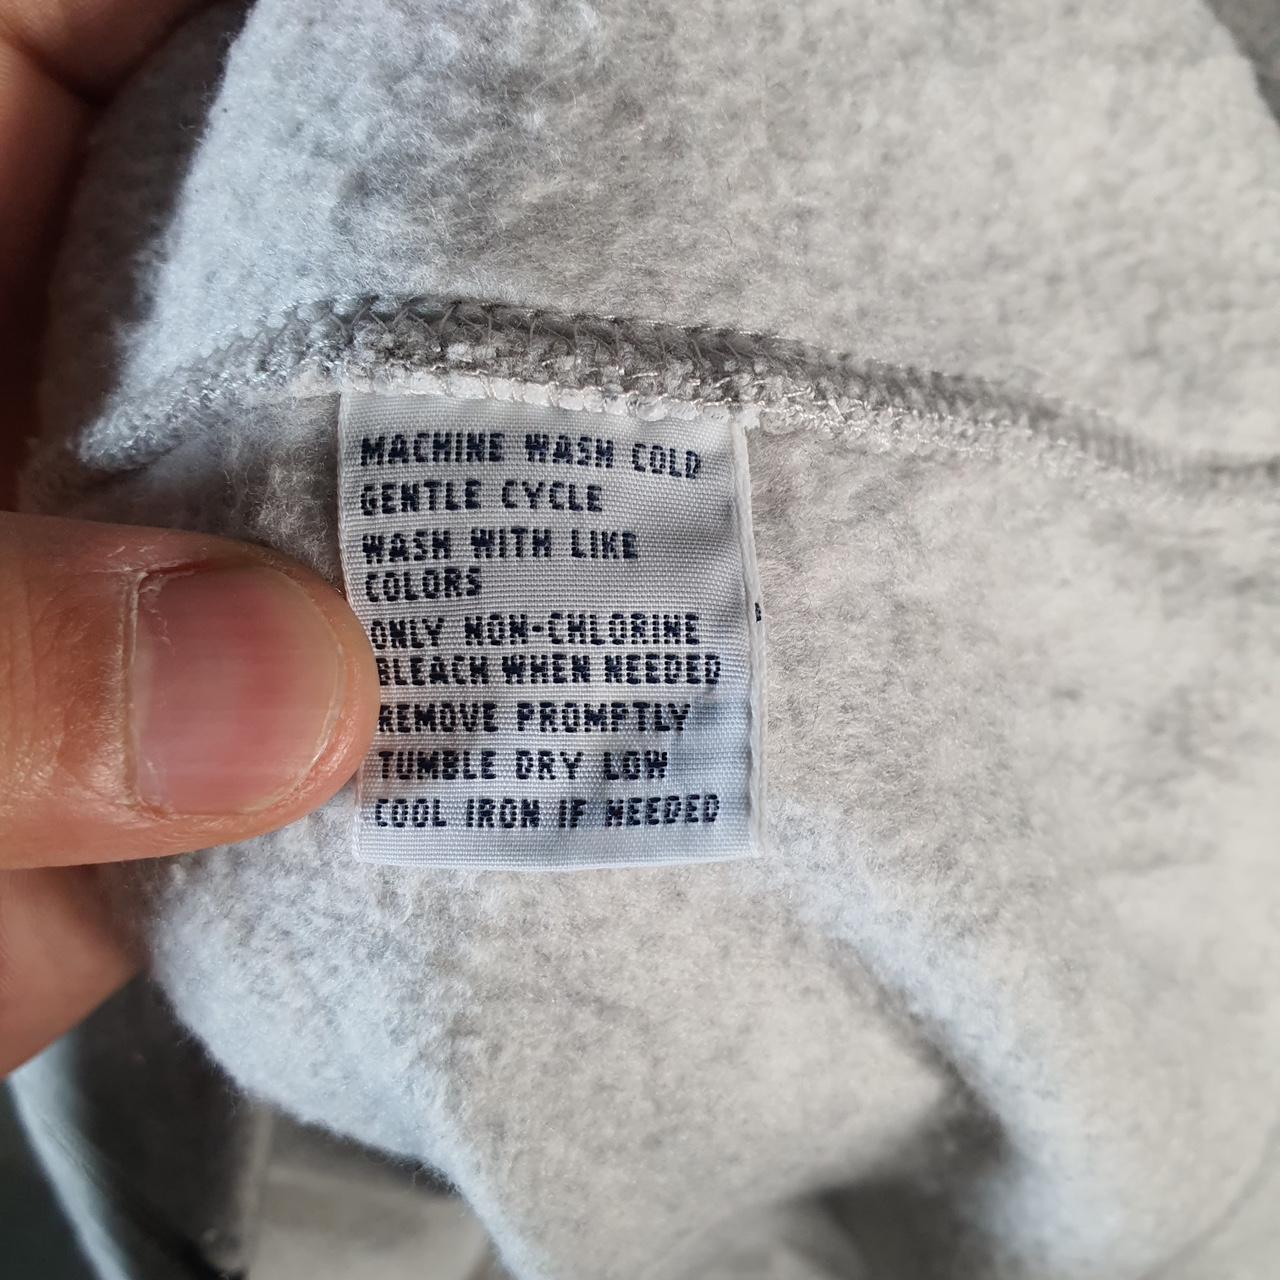 MACHINE WASH COLD
GENTLE CYCLE
WASH WITH LIKE
COLORS
ONLY NON-CHLORINE
BLEACH WHEN NEEDED
REMOVE PROMPTLY
TUMBLE DRY LOW
COOL IRON IF NEEDED